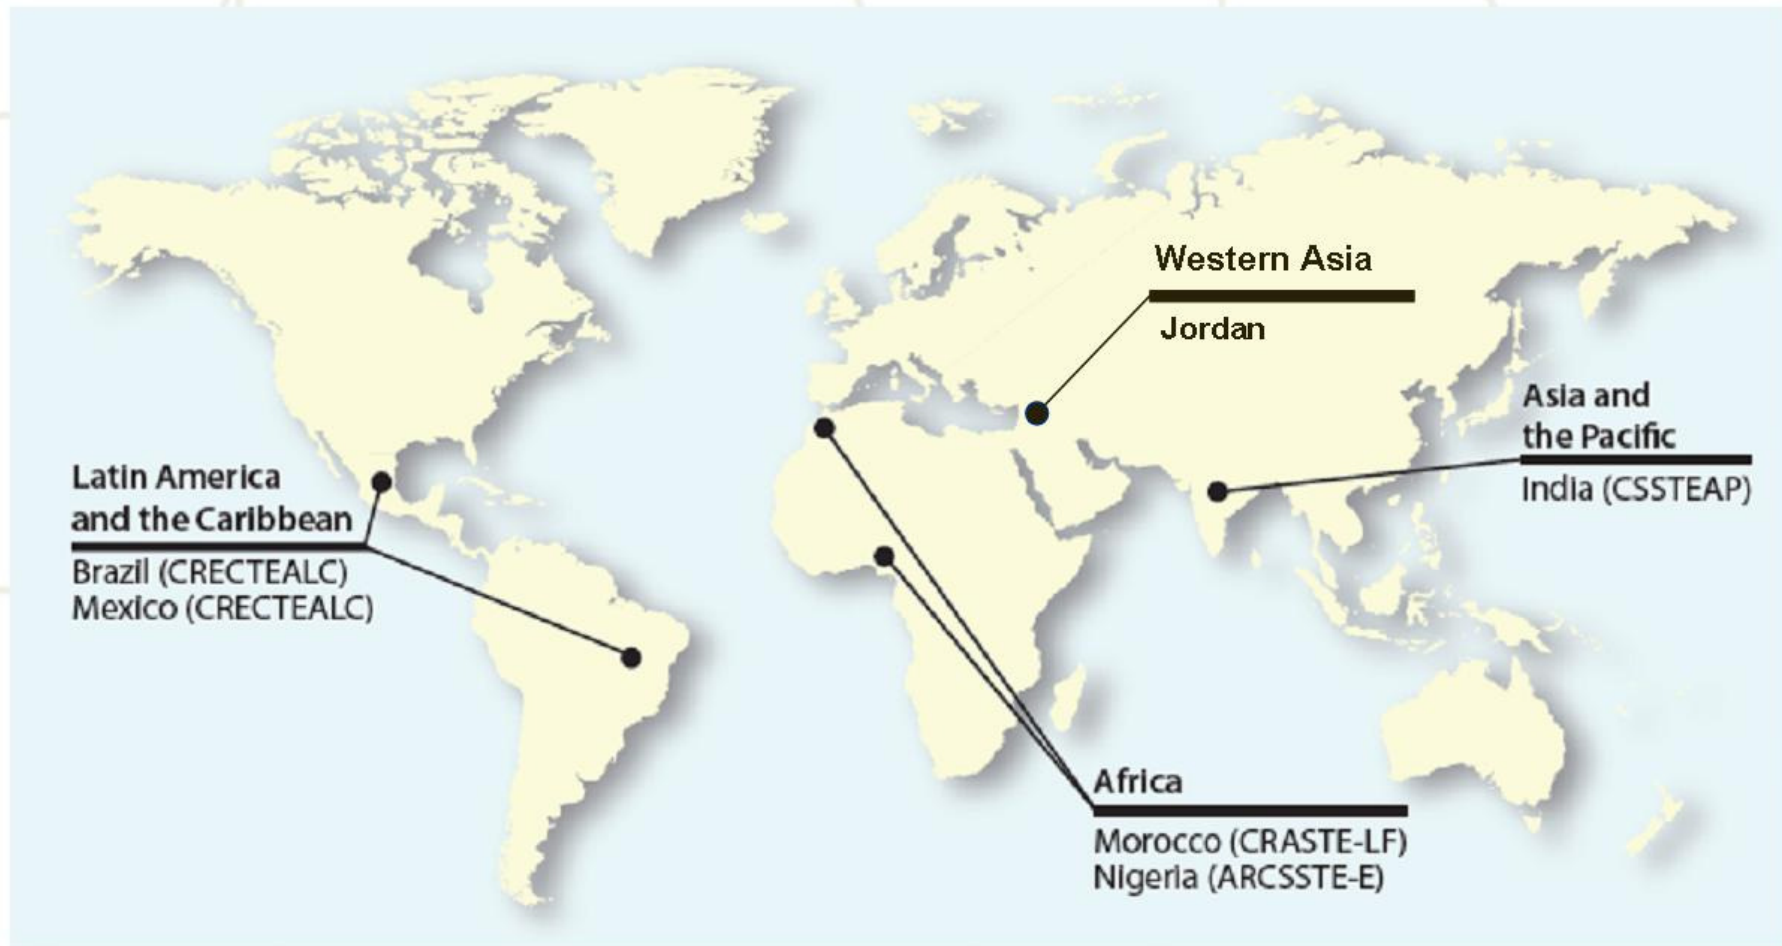 Western Asia
Jordan
Asia and
the Pacific
India (CSSTEAP)
Latin America
and the Caribbean
Brazil (CRECTEALC)
Mexico (CRECTEALC)
Africa
Morocco (CRASTE-LF)
Nigeria (ARCSSTE-E)